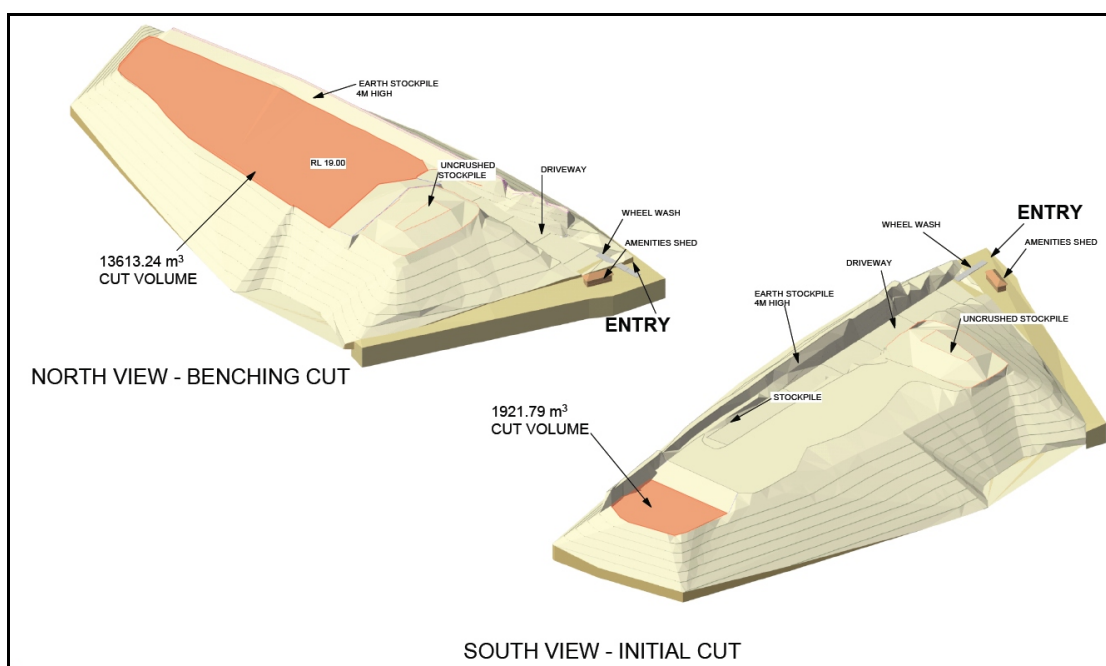 EARTH STOCKPILE
4M HIGH
RL 19.00
UNCRUSHED
STOCKPILE
DRIVEWAY
WHEEL WASH
AMENITIES SHED
13613.24 m³
CUT VOLUME
ENTRY
NORTH VIEW - BENCHING CUT
ENTRY
WHEEL WASH
AMENITIES SHED
DRIVEWAY
EARTH STOCKPILE
4M HIGH
UNCRUSHED STOCKPILE
STOCKPILE
1921.79 m³
CUT VOLUME
SOUTH VIEW - INITIAL CUT